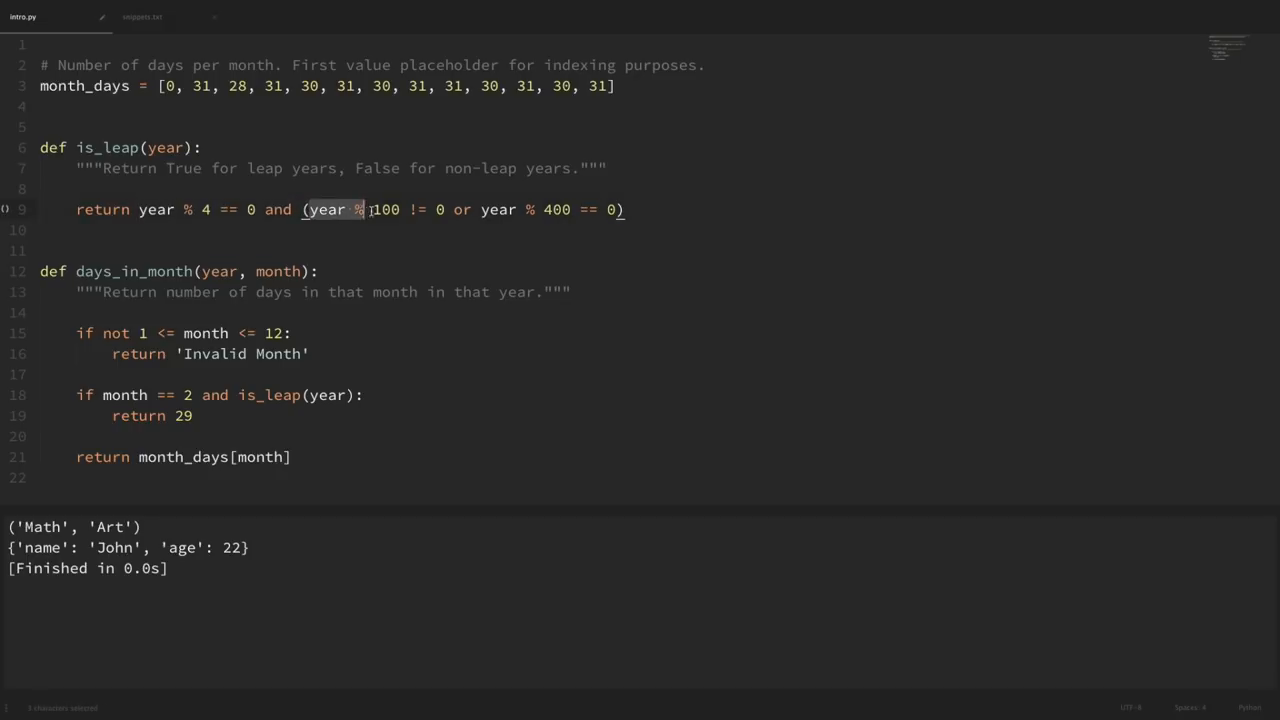 intro.py
snippets.txt
1
2 # Number of days per month. First value placeholder for indexing purposes.
3 month_days = [0, 31, 28, 31, 30, 31, 30, 31, 31, 30, 31, 30, 31]
4
5
6 def is_leap(year):
7 """Return True for leap years, False for non-leap years."""
8
9 return year % 4 == 0 and (year % 100 != 0 or year % 400 == 0)
10
11
12 def days_in_month(year, month):
13 """Return number of days in that month in that year."""
14
15 if not 1 <= month <= 12:
16 return 'Invalid Month'
17
18 if month == 2 and is_leap(year):
19 return 29
20
21 return month_days[month]
22
('Math', 'Art')
{'name': 'John', 'age': 22}
[Finished in 0.0s]
characters selected
UTF-8
Spaces: 4
Python